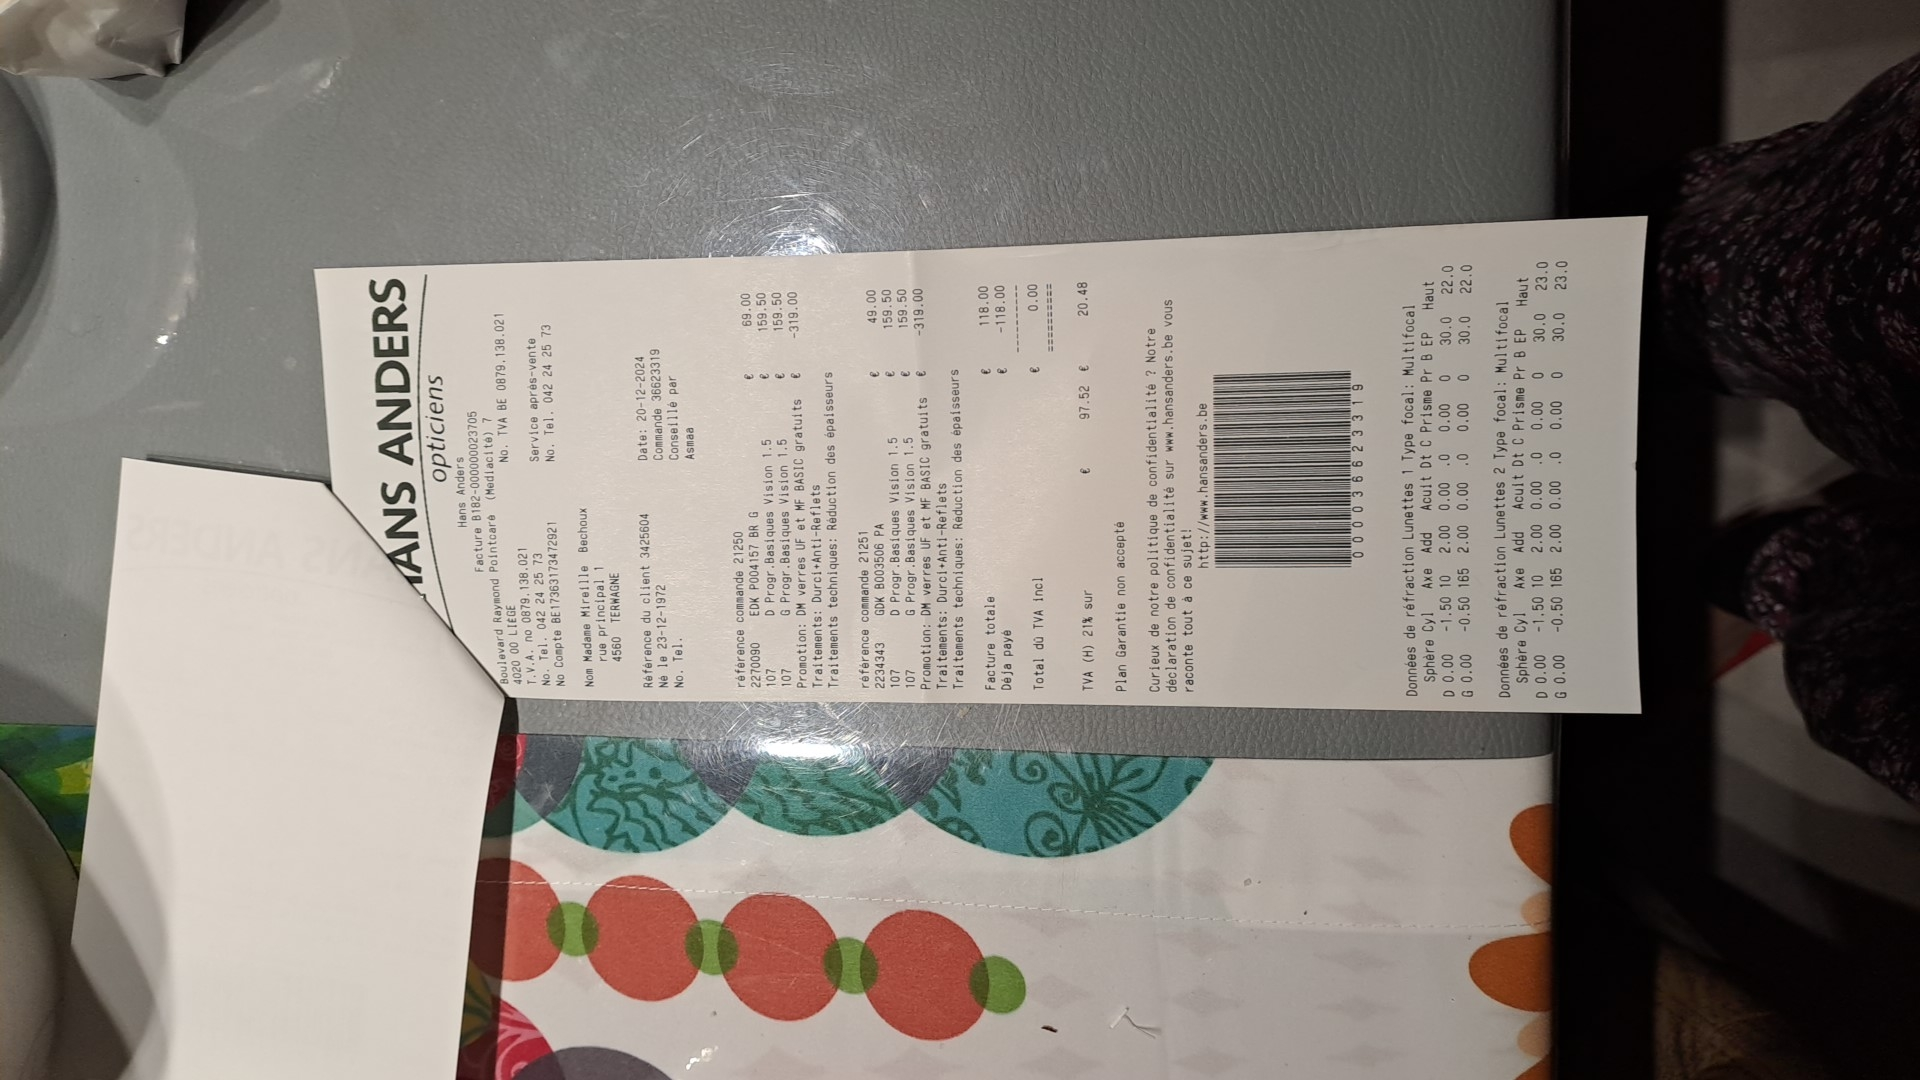 HANS ANDERS
opticiens
Hans Anders
Facture B182-0000000023705
Boulevard Raymond Pointcaré (Mediacité) 7
4020 00 LIEGE No. TVA BE 0879.138.021
T.V.A. no 0879.138.021
No. Tel. 042 24 25 73 Service après-vente
No Compte BE17363173472921 No. Tel. 042 24 25 73
Nom Madame Mireille Bechoux
rue principal 1
4560 TERWAGNE
Référence du client 3425604 Date: 20-12-2024
Né le 23-12-1972 Commande 36623319
No. Tel. Conseillé par
Asmaa
référence commande 21250
2270090 EDK EP004157 BR G € 69.00
107 D Progr.Basiques Vision 1.5 € 159.50
107 G Progr.Basiques Vision 1.5 € 159.50
Promotion: DM verres UF et MF BASIC gratuits € -319.00
Traitements: Durci+Anti-Reflets
Traitements techniques: Réduction des épaisseurs
référence commande 21251
2234343 GDK B003506 PA € 49.00
107 D Progr.Basiques Vision 1.5 € 159.50
107 G Progr.Basiques Vision 1.5 € 159.50
Promotion: DM verres UF et MF BASIC gratuits € -319.00
Traitements: Durci+Anti-Reflets
Traitements techniques: Réduction des épaisseurs
Facture totale € 118.00
Déja payé € -118.00
------------
Total dû TVA Incl € 0.00
============
TVA (H) 21% sur € 97.52 € 20.48
Plan Garantie non accepté
Curieux de notre politique de confidentialité ? Notre
déclaration de confidentialité sur www.hansanders.be vous
raconte tout à ce sujet!
http://www.hansanders.be
000036623319
Données de réfraction Lunettes 1 Type focal: Multifocal
Sphère Cyl Axe Add Acuit Dt C Prisme Pr B EP Haut
D 0.00 -1.50 10 2.00 0.00 .0 0.00 0 30.0 22.0
G 0.00 -0.50 165 2.00 0.00 .0 0.00 0 30.0 22.0
Données de réfraction Lunettes 2 Type focal: Multifocal
Sphère Cyl Axe Add Acuit Dt C Prisme Pr B EP Haut
D 0.00 -1.50 10 2.00 0.00 .0 0.00 0 30.0 23.0
G 0.00 -0.50 165 2.00 0.00 .0 0.00 0 30.0 23.0